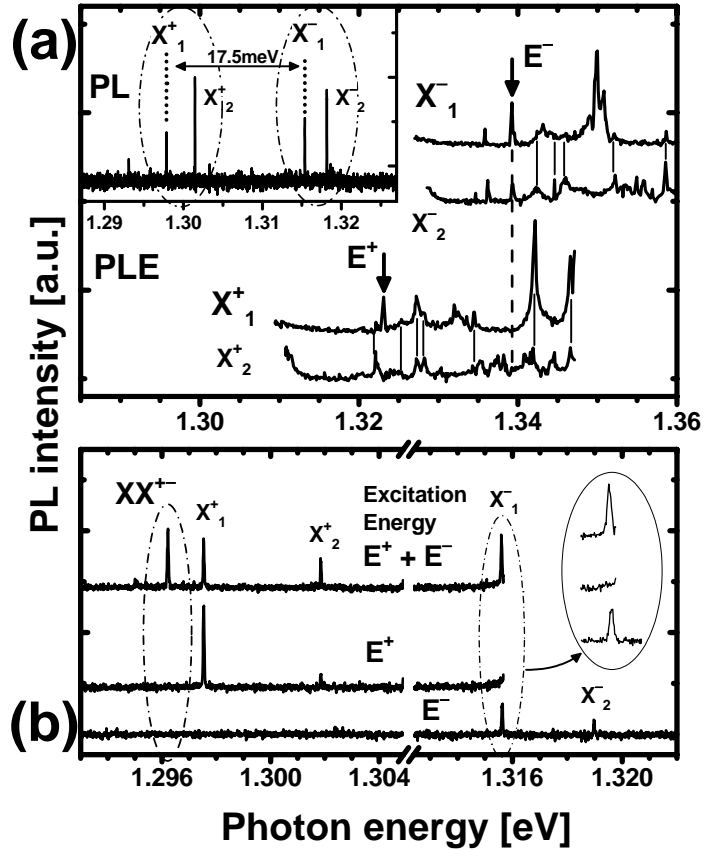 (a)
PL
X⁺₁
X⁻₁
17.5meV
X⁺₂
X⁻₂
1.29 1.30 1.31 1.32
E⁻
X⁻₁
X⁻₂
PLE
E⁺
X⁺₁
X⁺₂
1.30 1.32 1.34 1.36
PL intensity [a.u.]
(b)
XX⁺⁻
X⁺₁
X⁺₂
Excitation
Energy
E⁺ + E⁻
X⁻₁
E⁺
E⁻
X⁻₂
1.296 1.300 1.304 1.316 1.320
Photon energy [eV]